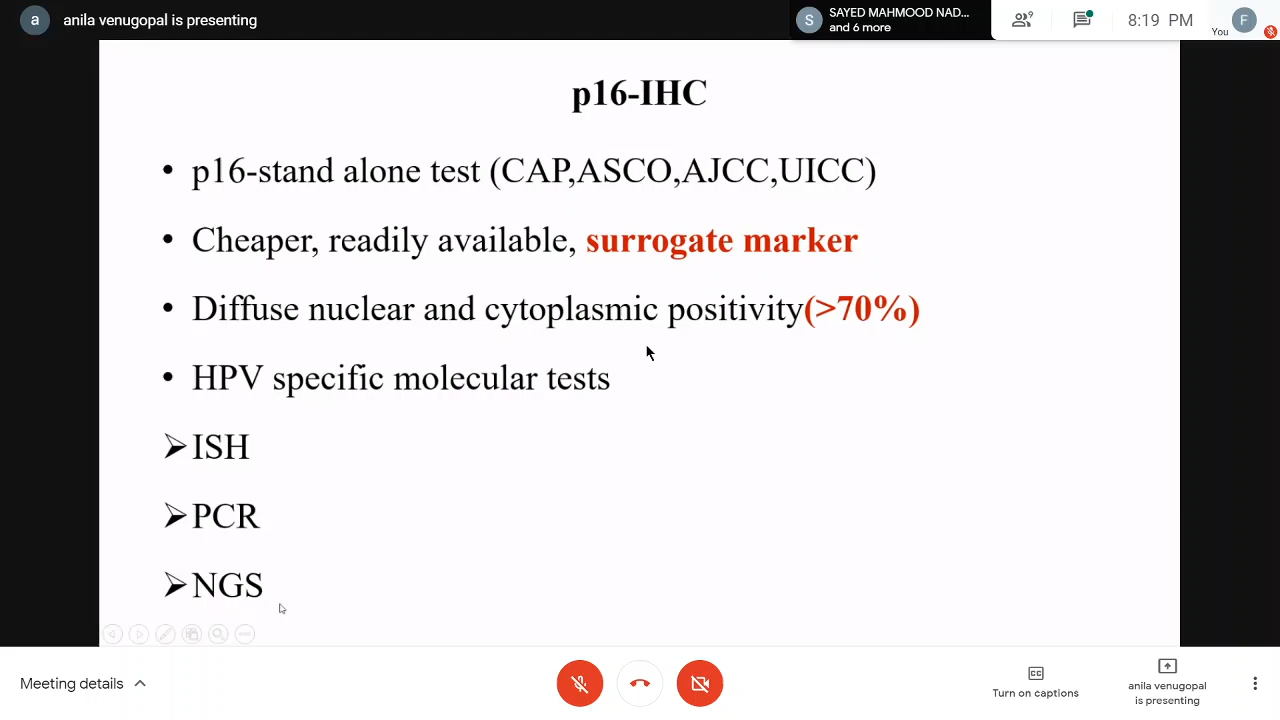 a anila venugopal is presenting
S SAYED MAHMOOD NAD...
and 6 more
9
8:19 PM
You
F
p16-IHC
• p16-stand alone test (CAP,ASCO,AJCC,UICC)
• Cheaper, readily available, surrogate marker
• Diffuse nuclear and cytoplasmic positivity(>70%)
• HPV specific molecular tests
➢ISH
➢PCR
➢NGS
Meeting details
CC
Turn on captions
anila venugopal
is presenting